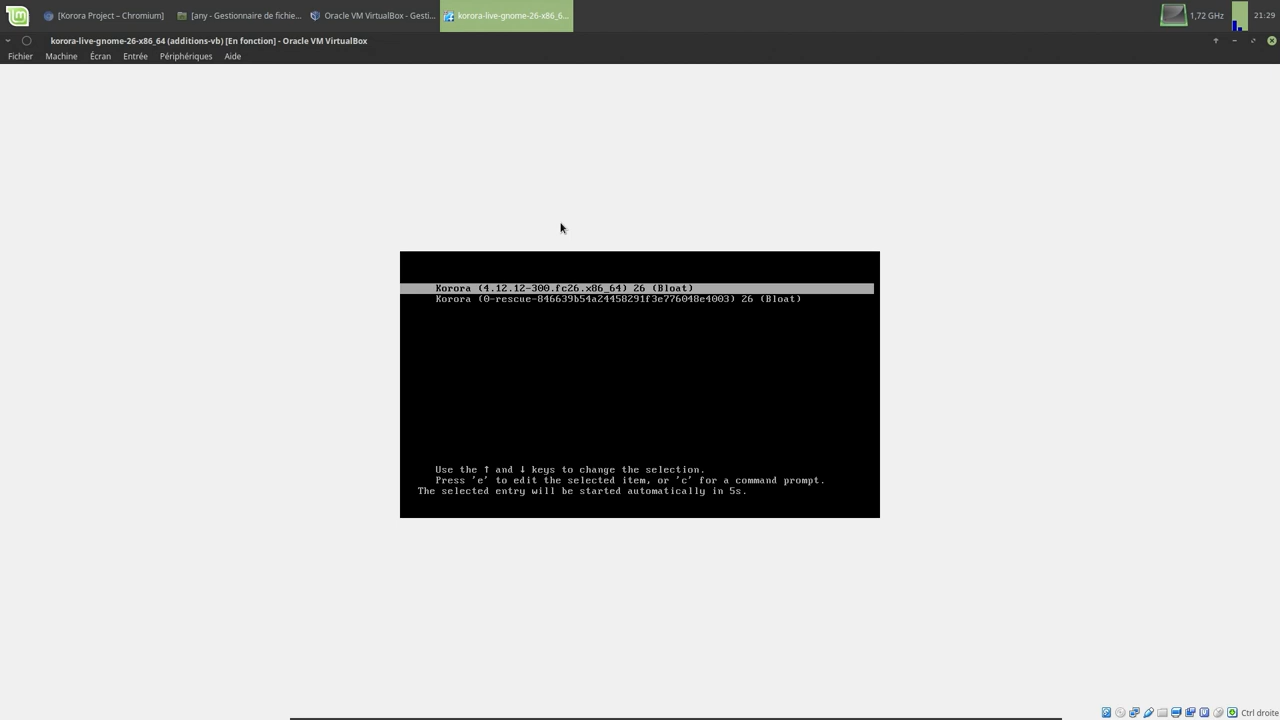 [Korora Project – Chromium]
[any - Gestionnaire de fichie...
Oracle VM VirtualBox - Gesti...
korora-live-gnome-26-x86_6...
1,72 GHz
21:29
korora-live-gnome-26-x86_64 (additions-vb) [En fonction] - Oracle VM VirtualBox
Fichier Machine Écran Entrée Périphériques Aide
Korora (4.12.12-300.fc26.x86_64) 26 (Bloat)
Korora (0-rescue-846639b54a24458291f3e776048e4003) 26 (Bloat)
Use the ↑ and ↓ keys to change the selection.
Press 'e' to edit the selected item, or 'c' for a command prompt.
The selected entry will be started automatically in 5s.
Ctrl droite